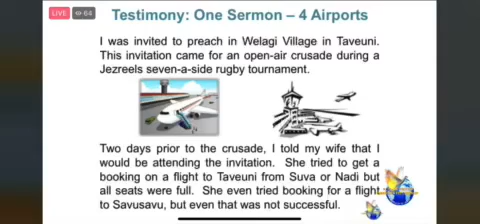 LIVE 64
Testimony: One Sermon – 4 Airports
I was invited to preach in Welagi Village in Taveuni.
This invitation came for an open-air crusade during a
Jezreels seven-a-side rugby tournament.
Two days prior to the crusade, I told my wife that I
would be attending the invitation. She tried to get a
booking on a flight to Taveuni from Suva or Nadi but
all seats were full. She even tried booking for a flight
to Savusavu, but even that was not successful.